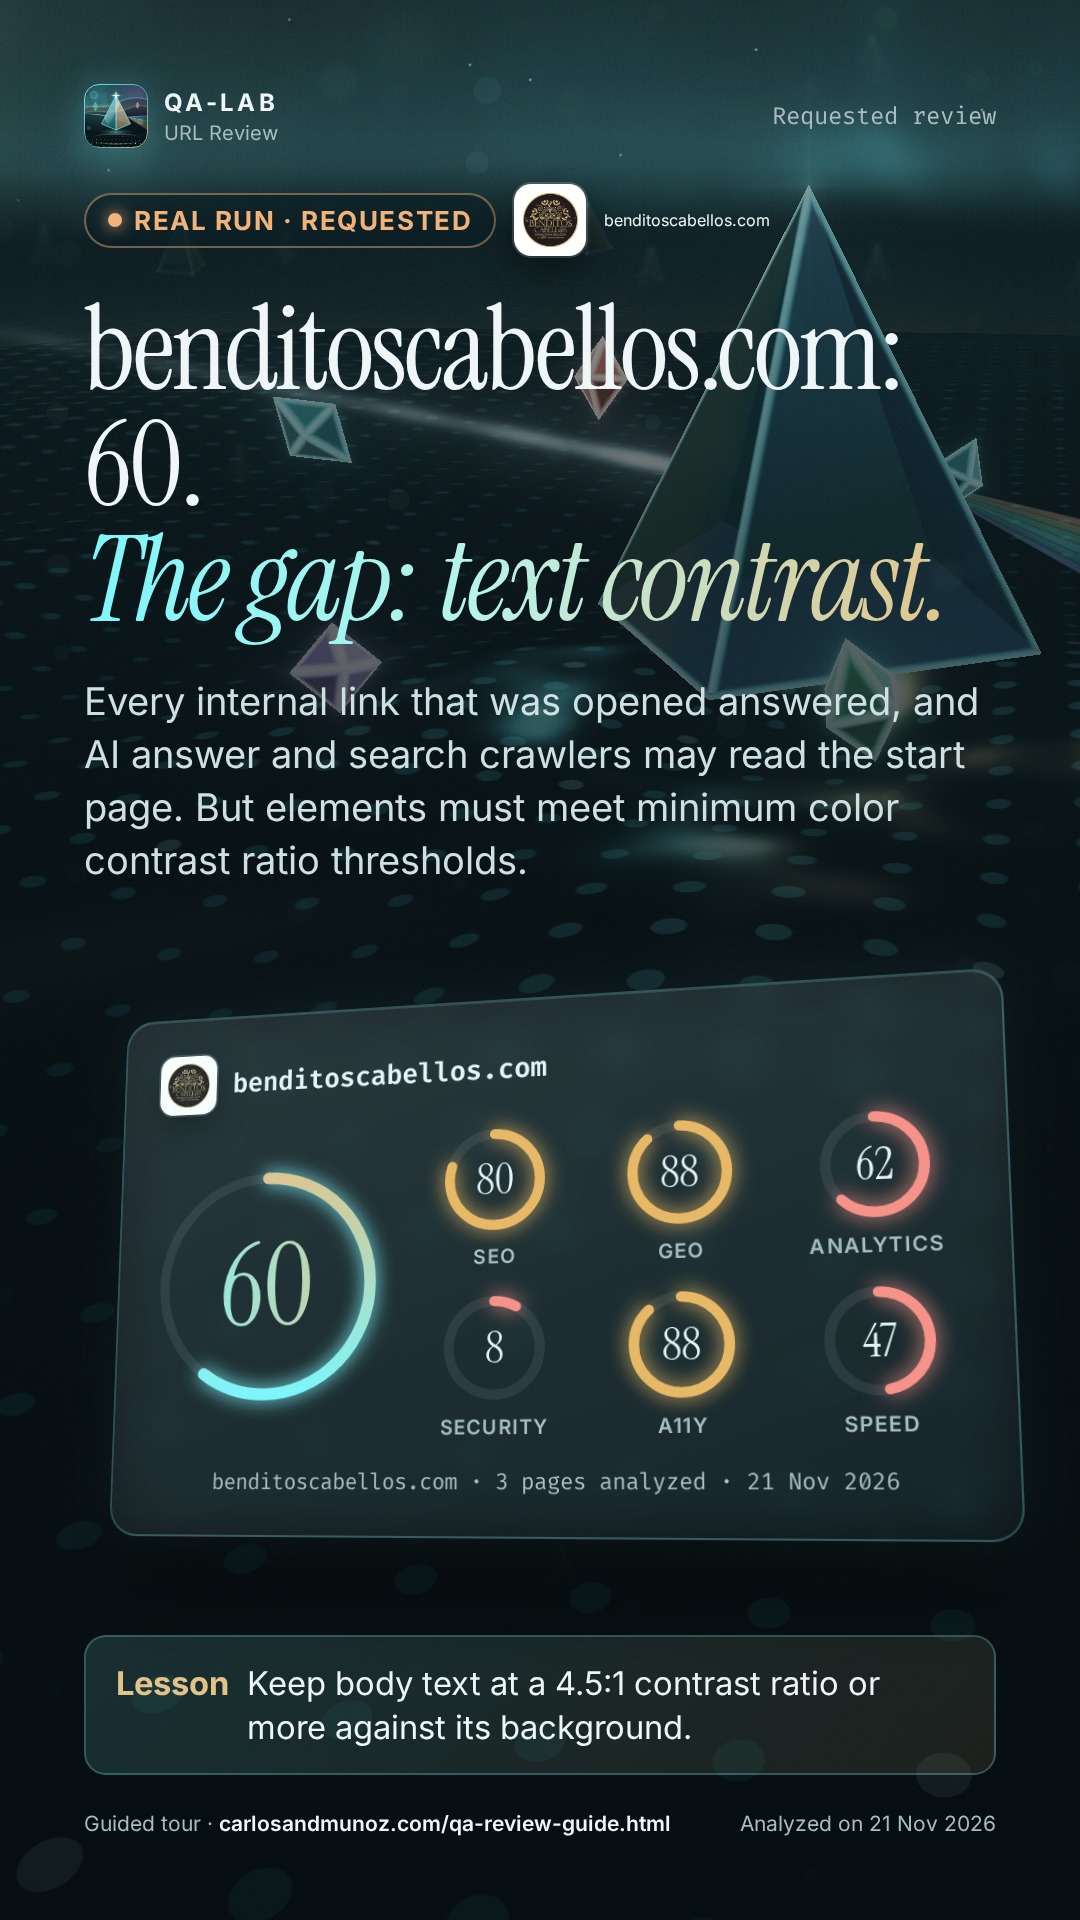 QA-LAB
URL Review
Requested review
REAL RUN · REQUESTED
BENDITOS
CABELLOS
benditoscabellos.com
benditoscabellos.com:
60.
The gap: text contrast.
Every internal link that was opened answered, and
AI answer and search crawlers may read the start
page. But elements must meet minimum color
contrast ratio thresholds.
benditoscabellos.com
60
80
SEO
88
GEO
62
ANALYTICS
8
SECURITY
88
A11Y
47
SPEED
benditoscabellos.com · 3 pages analyzed · 21 Nov 2026
Lesson Keep body text at a 4.5:1 contrast ratio or
more against its background.
Guided tour · carlosandmunoz.com/qa-review-guide.html
Analyzed on 21 Nov 2026